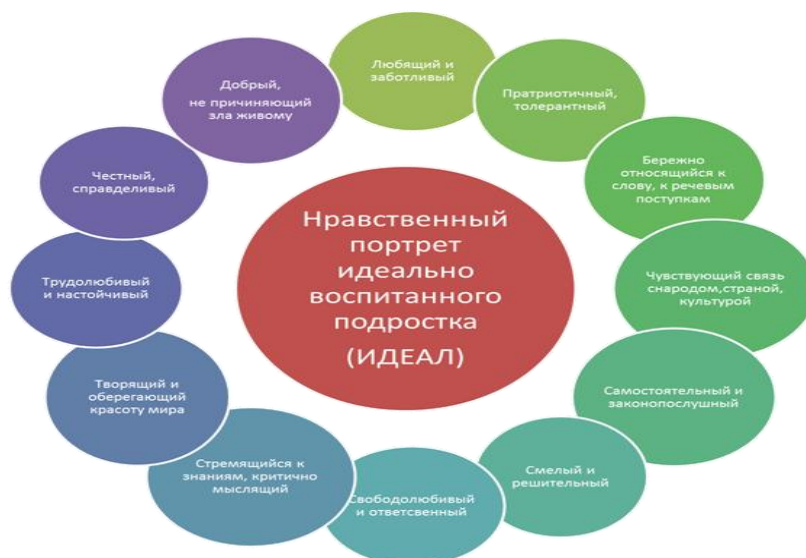 Нравственный
портрет
идеально
воспитанного
подростка
(ИДЕАЛ)
Любящий и
заботливый
Пратриотичный,
толерантный
Бережно
относящийся к
слову, к речевым
поступкам
Чувствующий связь
снародом,страной,
культурой
Самостоятельный и
законопослушный
Смелый и
решительный
Свободолюбивый
и ответсвенный
Стремящийся к
знаниям, критично
мыслящий
Творящий и
оберегающий
красоту мира
Трудолюбивый
и настойчивый
Честный,
справделивый
Добрый,
не причиняющий
зла живому